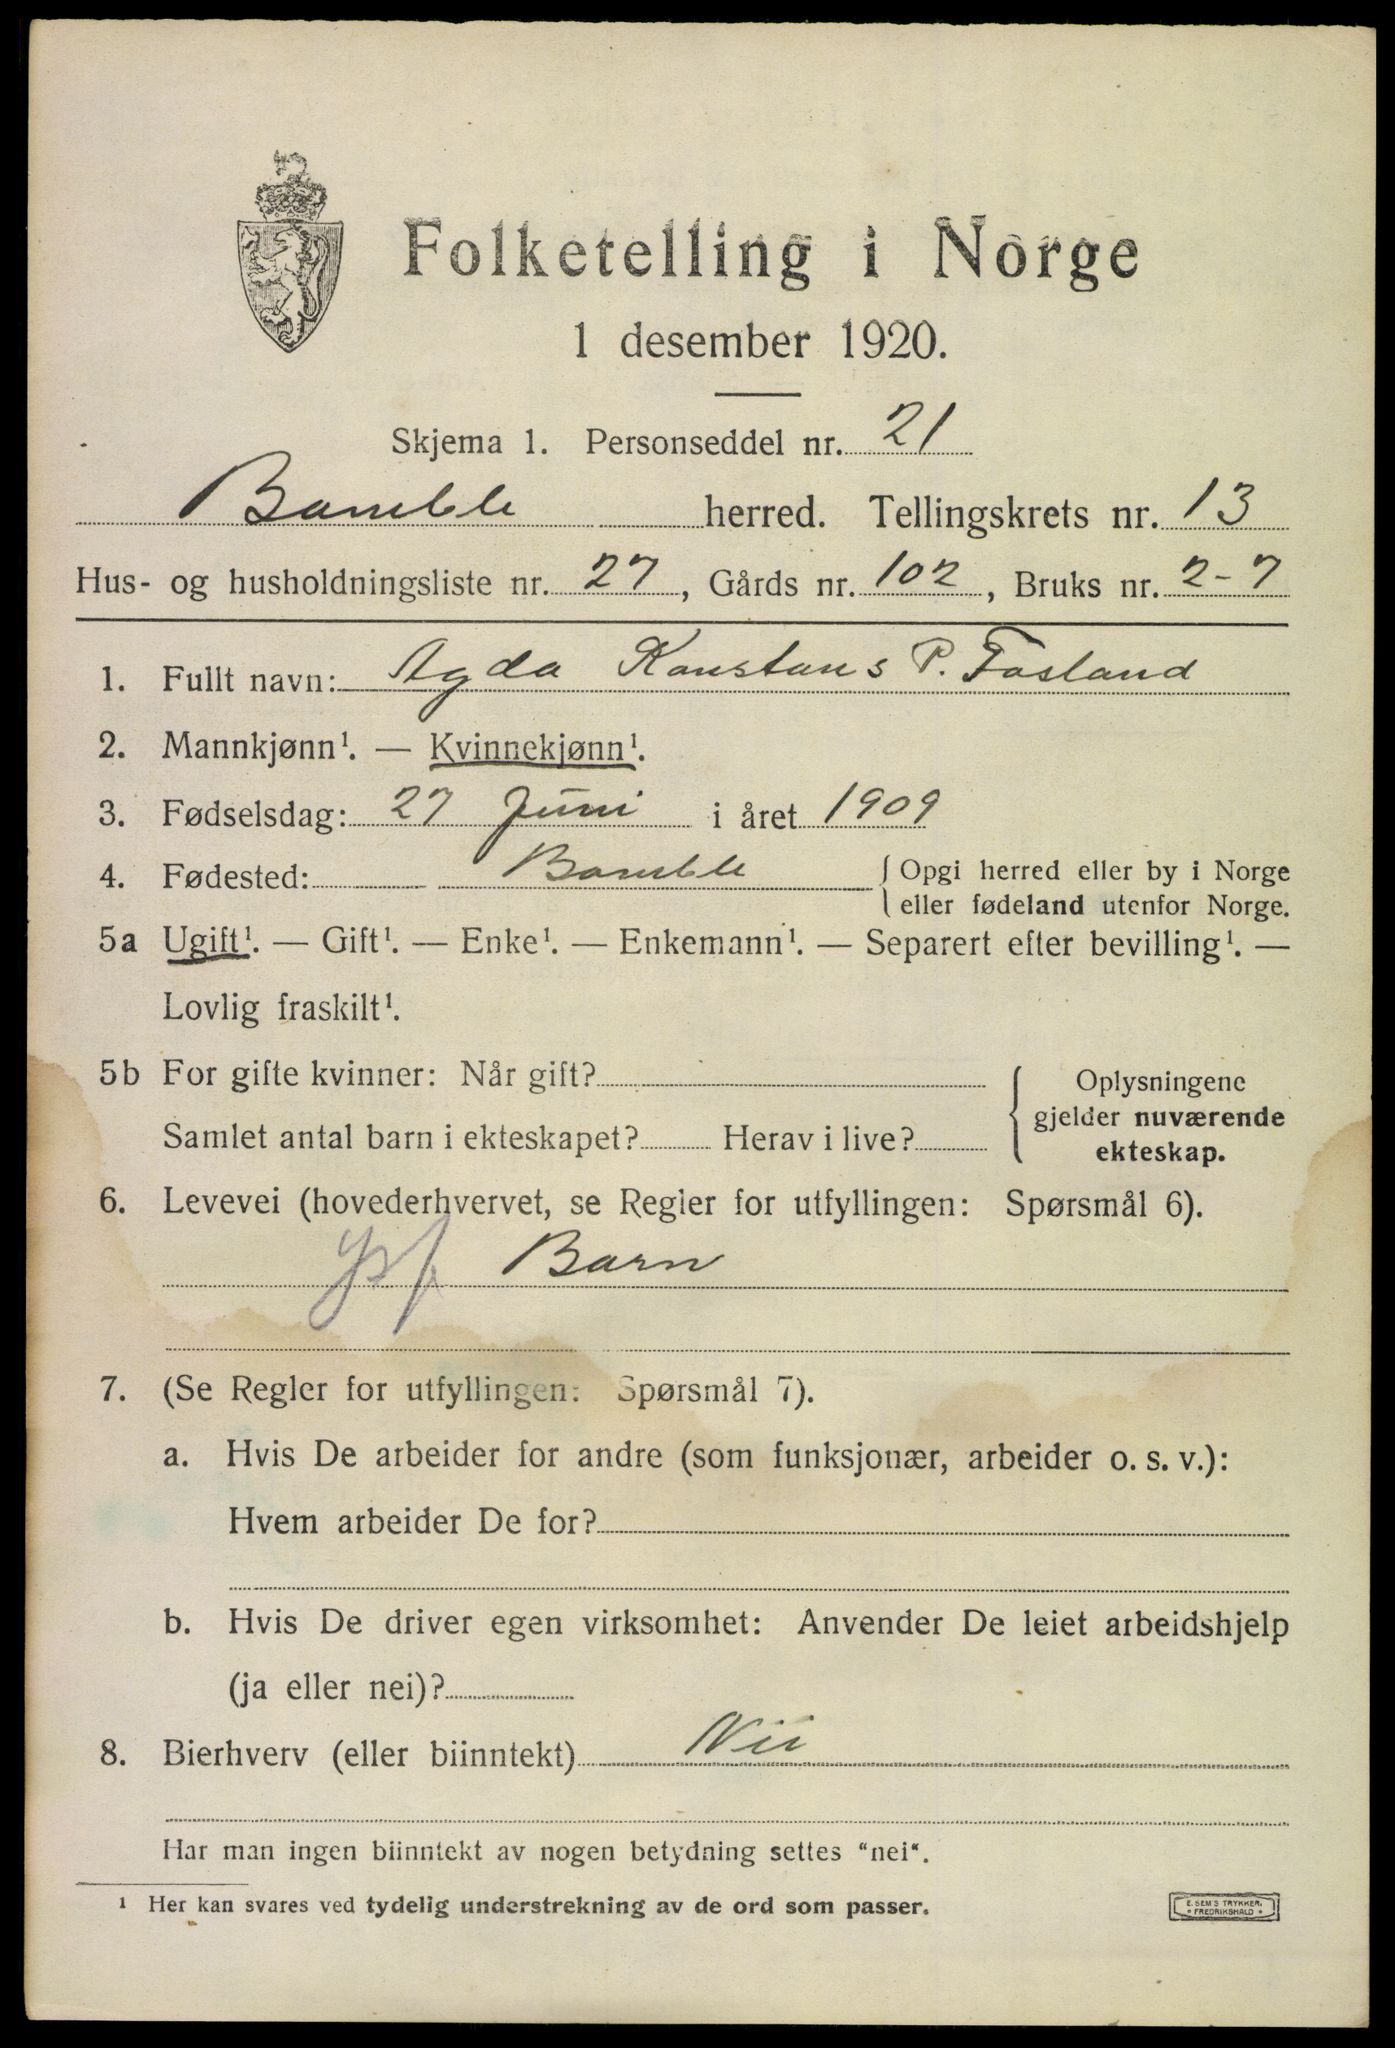 Folketelling i Norge
1 desember 1920.
Skjema 1. Personseddel nr. 21
Bamble herred. Tellingskrets nr. 13
Hus- og husholdningsliste nr. 27, Gårds nr. 102, Bruks nr. 2-7
1. Fullt navn: Agda Konstans P. Fosland
2. Mannkjønn¹. — Kvinnekjønn¹.
3. Fødselsdag: 27 Juni i året 1909
4. Fødested: Bamble { Opgi herred eller by i Norge
eller fødeland utenfor Norge.
5a Ugift¹. — Gift¹. — Enke¹. — Enkemann¹. — Separert efter bevilling¹. —
Lovlig fraskilt¹.
5b For gifte kvinner: Når gift? { Oplysningene
gjelder nuværende
Samlet antal barn i ekteskapet? Herav i live?
ekteskap.
6. Levevei (hovederhvervet, se Regler for utfyllingen: Spørsmål 6).
Barn
7. (Se Regler for utfyllingen: Spørsmål 7).
a. Hvis De arbeider for andre (som funksjonær, arbeider o. s. v.):
Hvem arbeider De for?
b. Hvis De driver egen virksomhet: Anvender De leiet arbeidshjelp
(ja eller nei)?
8. Bierhverv (eller biinntekt) Nii
Har man ingen biinntekt av nogen betydning settes "nei".
¹ Her kan svares ved tydelig understrekning av de ord som passer.
E. SEM'S TRYKKERI
FREDRIKSHALD